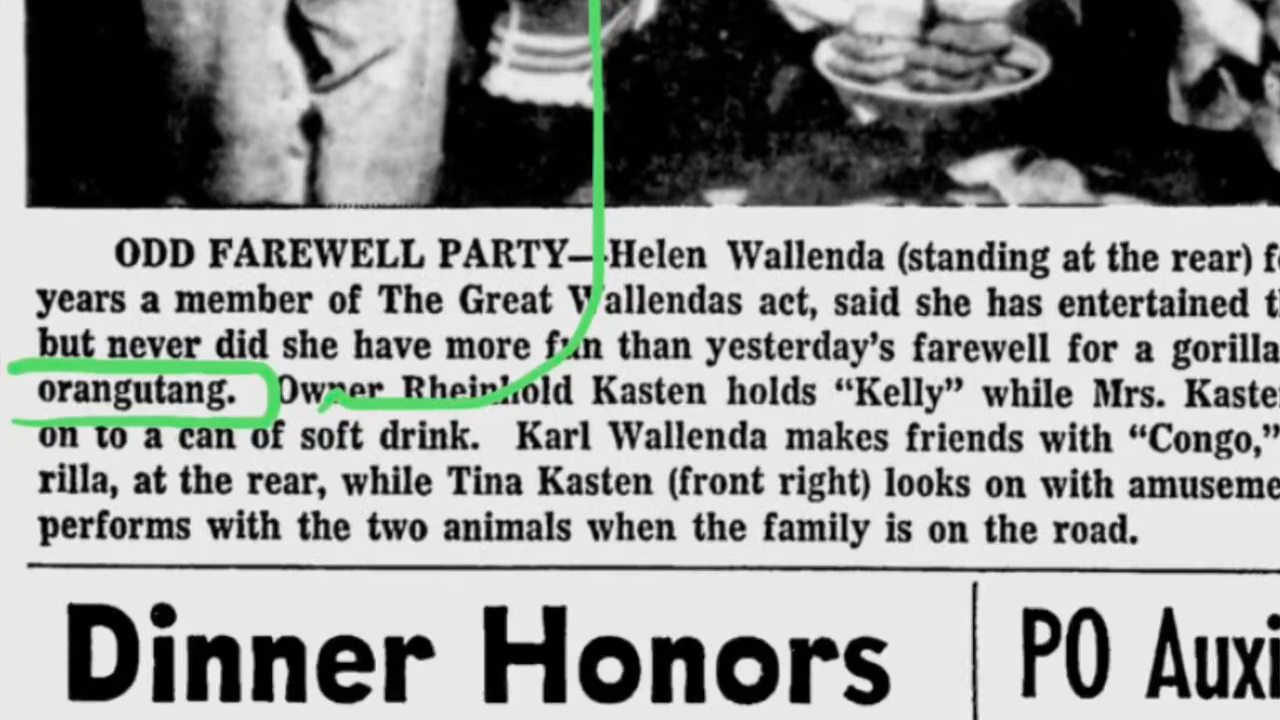 ODD FAREWELL PARTY—Helen Wallenda (standing at the rear)
years a member of The Great Wallendas act, said she has entertained
but never did she have more fun than yesterday's farewell for a gorilla
orangutang. Owner Rheinhold Kasten holds "Kelly" while Mrs.
on to a can of soft drink. Karl Wallenda makes friends with "Congo,"
rilla, at the rear, while Tina Kasten (front right) looks on with
performs with the two animals when the family is on the road.
Dinner Honors
PO